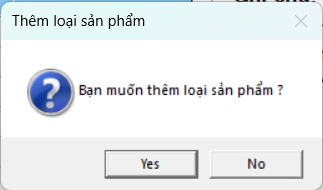 Thêm loại sản phẩm
Bạn muốn thêm loại sản phẩm ?
Yes
No